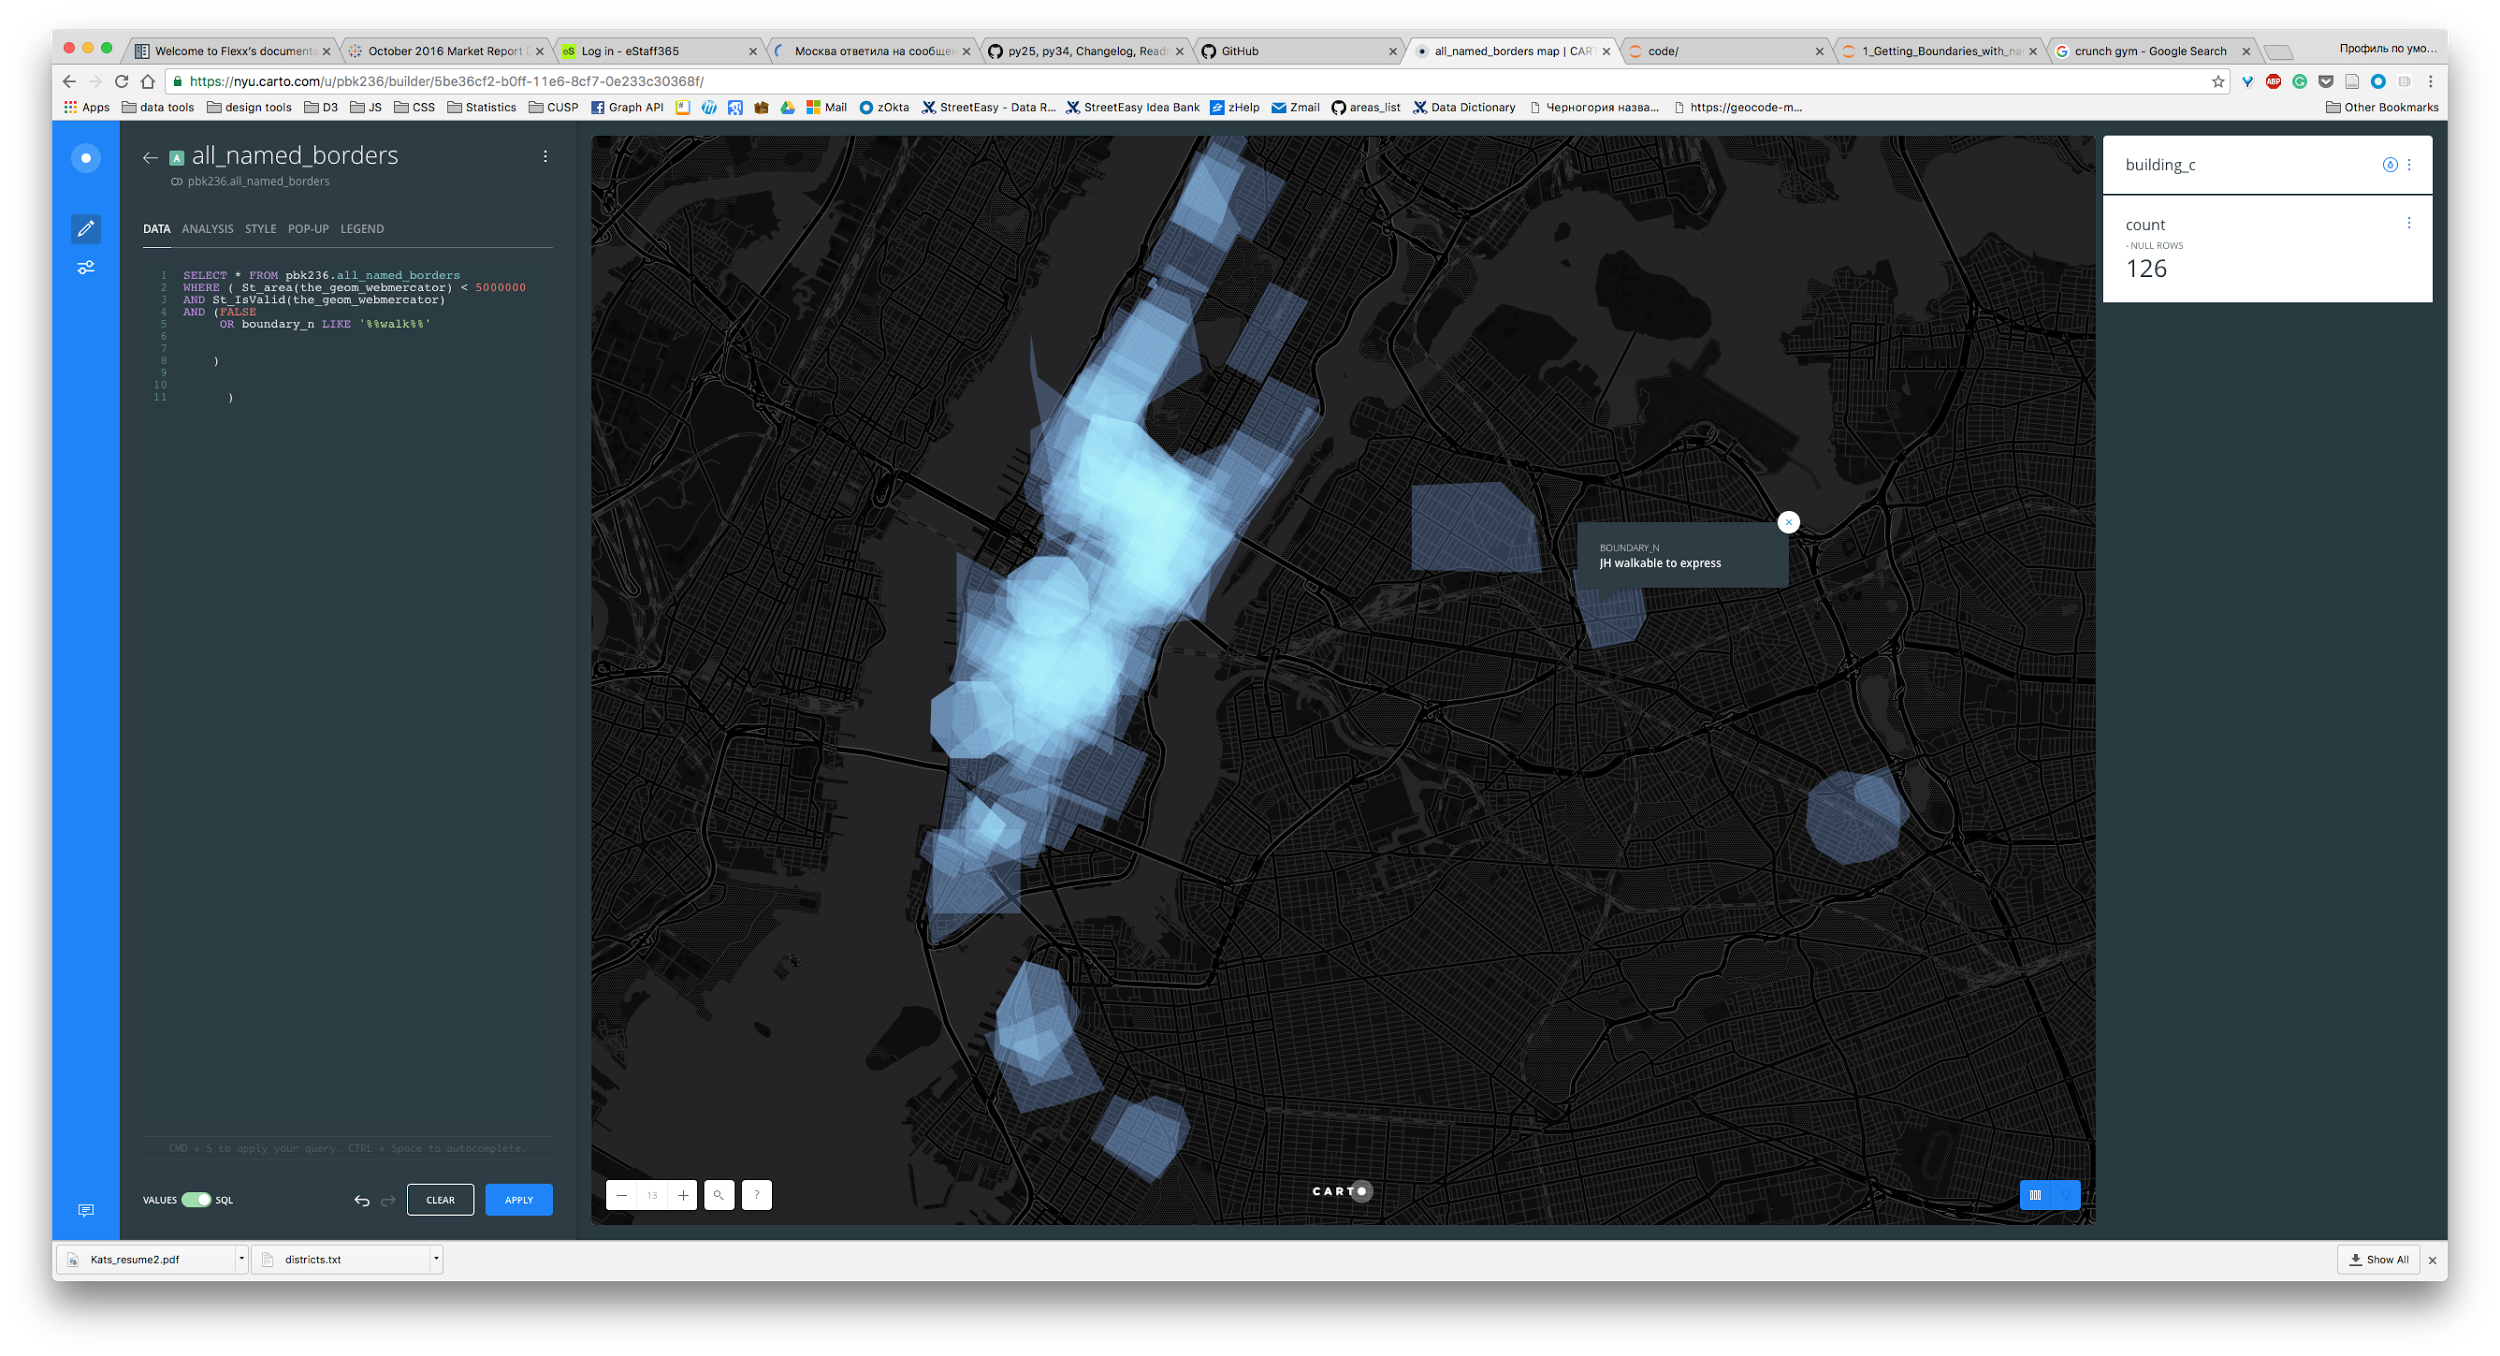 Welcome to Flexx's documenta
October 2016 Market Report
Log in - eStaff365
Москва ответила на сообщен
py25, py34, Changelog, Read
GitHub
all_named_borders map | CART
code/
1_Getting_Boundaries_with_na
crunch gym - Google Search
Профиль по умо...
https://nyu.carto.com/u/pbk236/builder/5be36cf2-b0ff-11e6-8cf7-0e233c30368f/
Apps
data tools
design tools
D3
JS
CSS
Statistics
CUSP
Graph API
Mail
zOkta
StreetEasy - Data R...
StreetEasy Idea Bank
zHelp
Zmail
areas_list
Data Dictionary
Черногория назва...
https://geocode-m...
Other Bookmarks
A all_named_borders
pbk236.all_named_borders
DATA ANALYSIS STYLE POP-UP LEGEND
1 SELECT * FROM pbk236.all_named_borders
2 WHERE ( St_area(the_geom_webmercator) < 5000000
3 AND St_IsValid(the_geom_webmercator)
4 AND (FALSE
5 OR boundary_n LIKE '%%walk%%'
6
7
8 )
9
10
11 )
CMD + S to apply your query. CTRL + Space to autocomplete.
VALUES SQL
CLEAR
APPLY
BOUNDARY_N
JH walkable to express
13
?
CARTO
building_c
count
- NULL ROWS
126
Kats_resume2.pdf
districts.txt
Show All